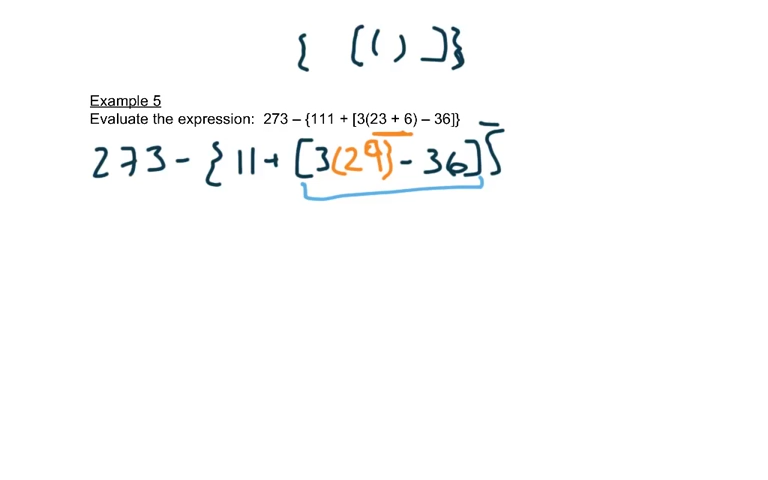 { [ ( ) ] }
Example 5
Evaluate the expression: 273 – {111 + [3(23 + 6) – 36]}
273 - { 11 + [3(29) - 36] }